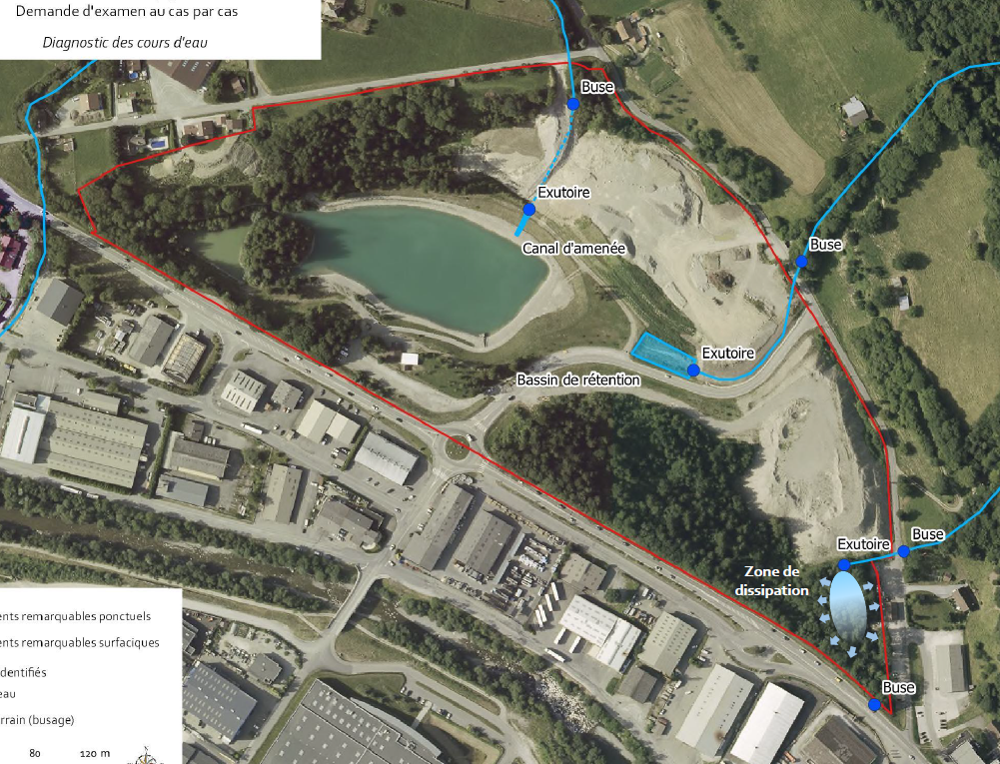 Demande d'examen au cas par cas
Diagnostic des cours d'eau
Buse
Exutoire
Canal d'amenée
Buse
Exutoire
Bassin de rétention
Buse
Exutoire
Zone de
dissipation
Buse
ents remarquables ponctuels
ents remarquables surfaciques
dentifiés
eau
rrain (busage)
80 120 m